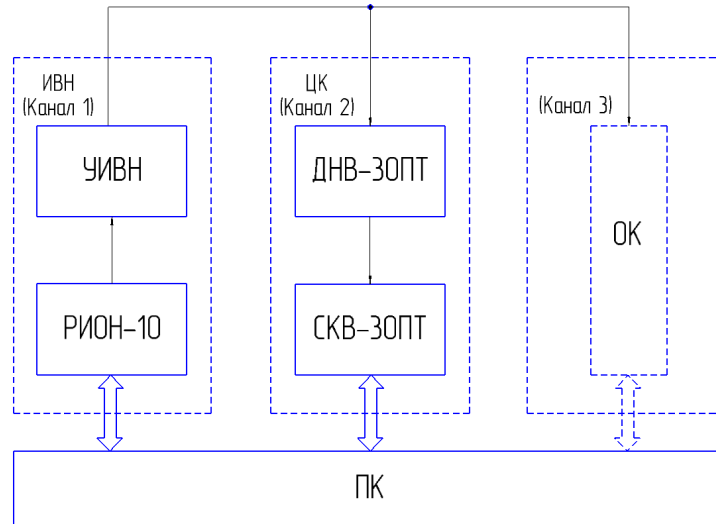 ИВН
(Канал 1)
ЦК
(Канал 2)
(Канал 3)
УИВН
ДНВ-30ПТ
ОК
РИОН-10
СКВ-30ПТ
ПК